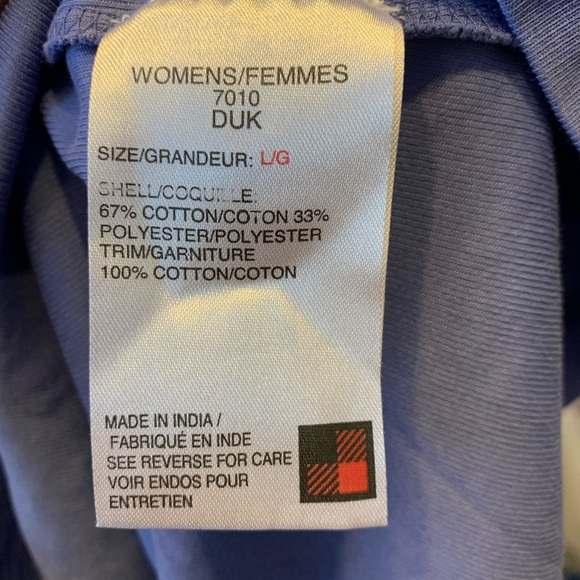 WOMENS/FEMMES
7010
DUK
SIZE/GRANDEUR: L/G
SHELL/COQUILLE:
67% COTTON/COTON 33%
POLYESTER/POLYESTER
TRIM/GARNITURE
100% COTTON/COTON
MADE IN INDIA /
FABRIQUÉ EN INDE
SEE REVERSE FOR CARE
VOIR ENDOS POUR
ENTRETIEN